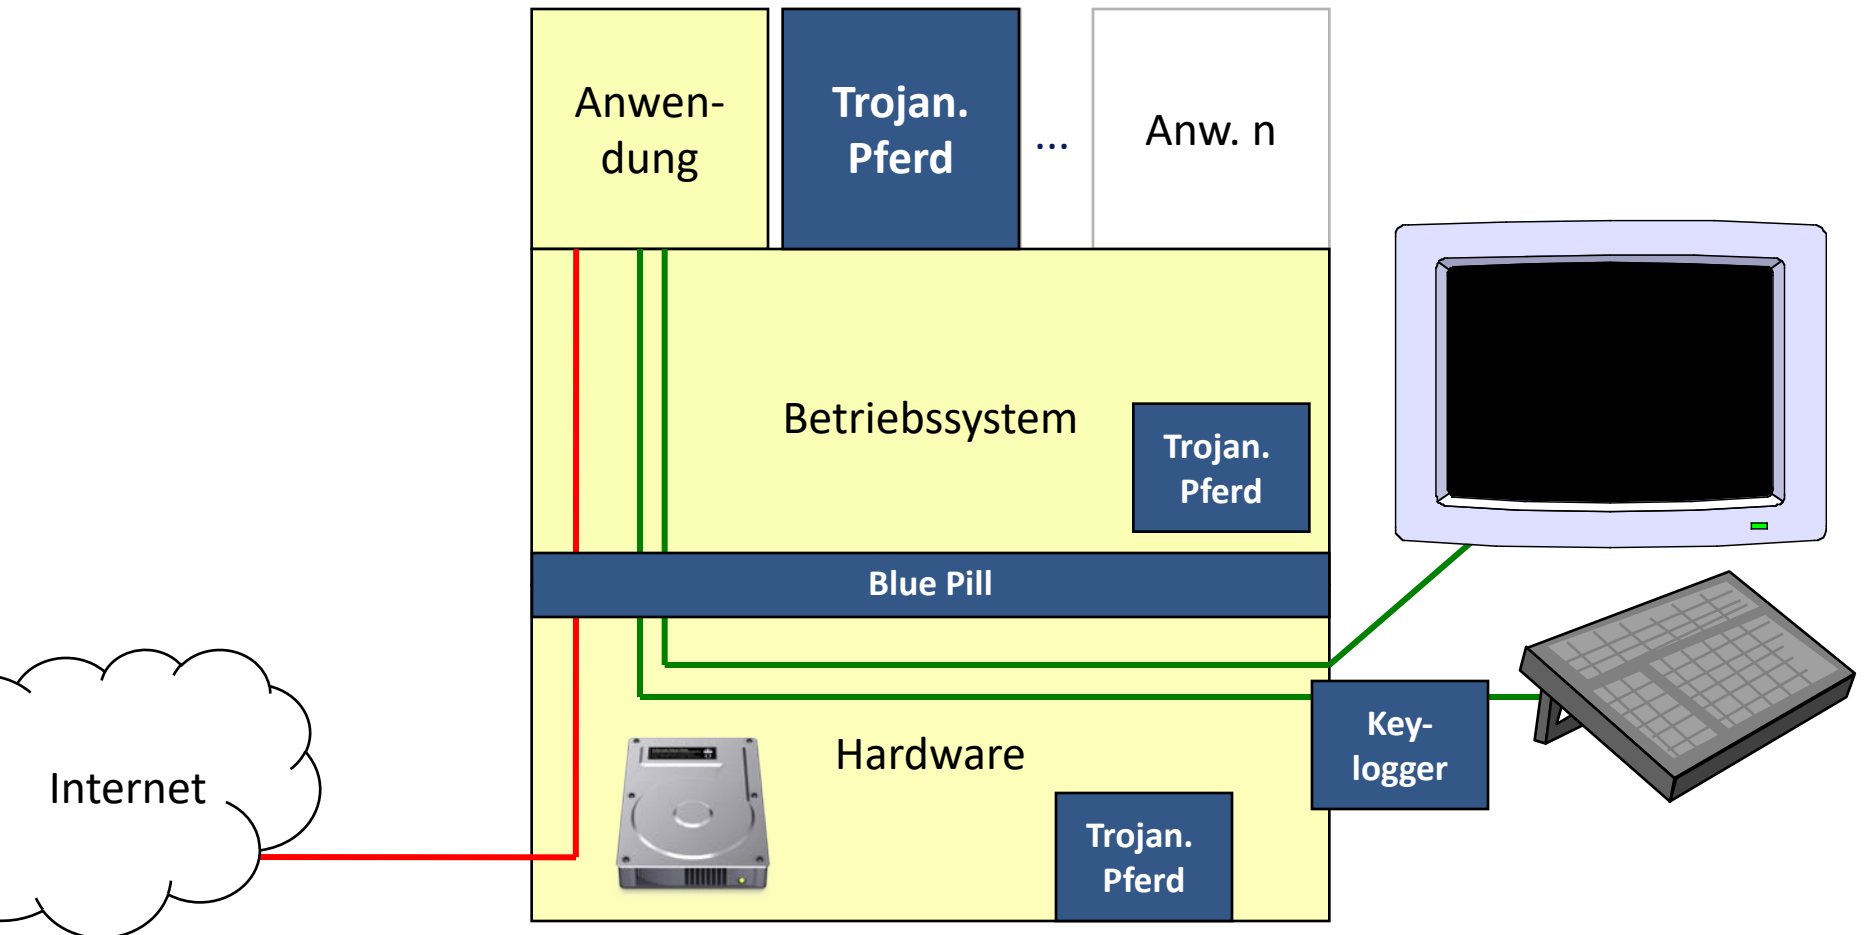 Anwen-
dung
Trojan.
Pferd
...
Anw. n
Betriebssystem
Trojan.
Pferd
Blue Pill
Key-
logger
Hardware
Internet
Trojan.
Pferd